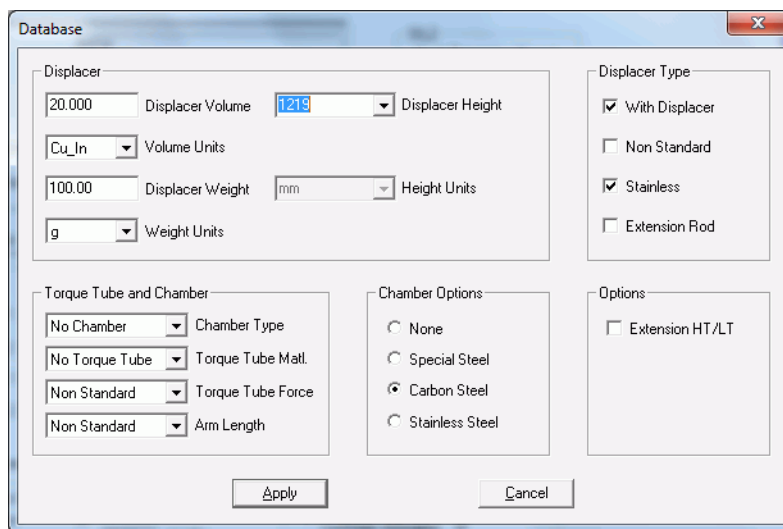 Database
Displacer
20.000 Displacer Volume 1219 Displacer Height
Cu_In Volume Units
100.00 Displacer Weight mm Height Units
g Weight Units
Displacer Type
With Displacer
Non Standard
Stainless
Extension Rod
Torque Tube and Chamber
No Chamber Chamber Type
No Torque Tube Torque Tube Matl.
Non Standard Torque Tube Force
Non Standard Arm Length
Chamber Options
None
Special Steel
Carbon Steel
Stainless Steel
Options
Extension HT/LT
Apply Cancel